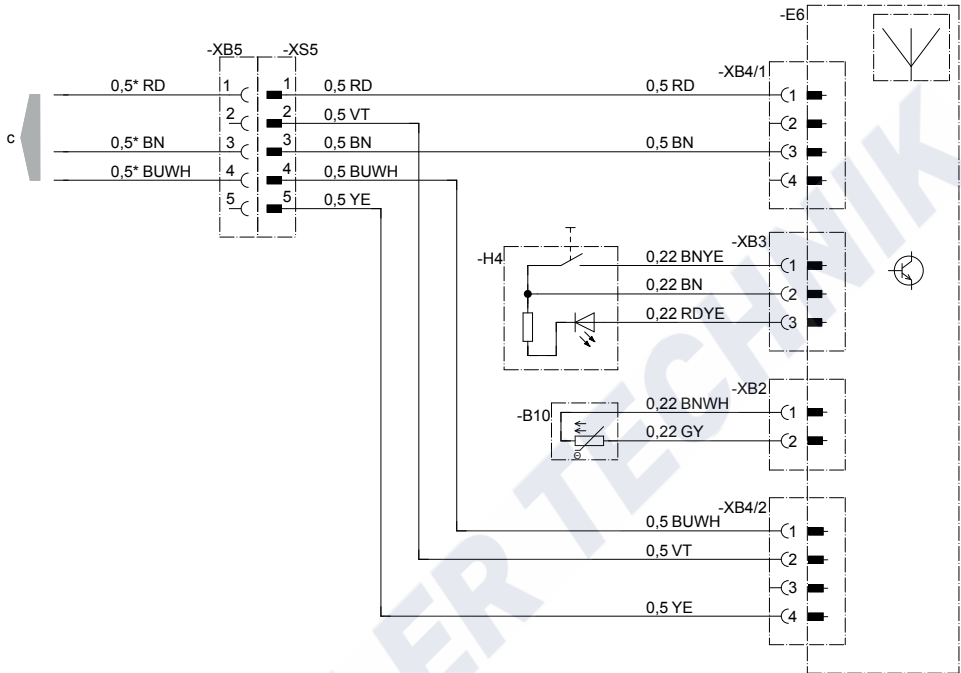 -E6
-XB5 -XS5
-XB4/1
0,5* RD 1 1 0,5 RD 0,5 RD 1
2 2 0,5 VT 2
c
0,5* BN 3 3 0,5 BN 0,5 BN 3
0,5* BUWH 4 4 0,5 BUWH 4
5 5 0,5 YE
-XB3
-H4
0,22 BNYE 1
0,22 BN 2
0,22 RDYE 3
-XB2
-B10
0,22 BNWH 1
0,22 GY 2
Θ
-XB4/2
0,5 BUWH 1
0,5 VT 2
3
0,5 YE 4
ER TECHNIK